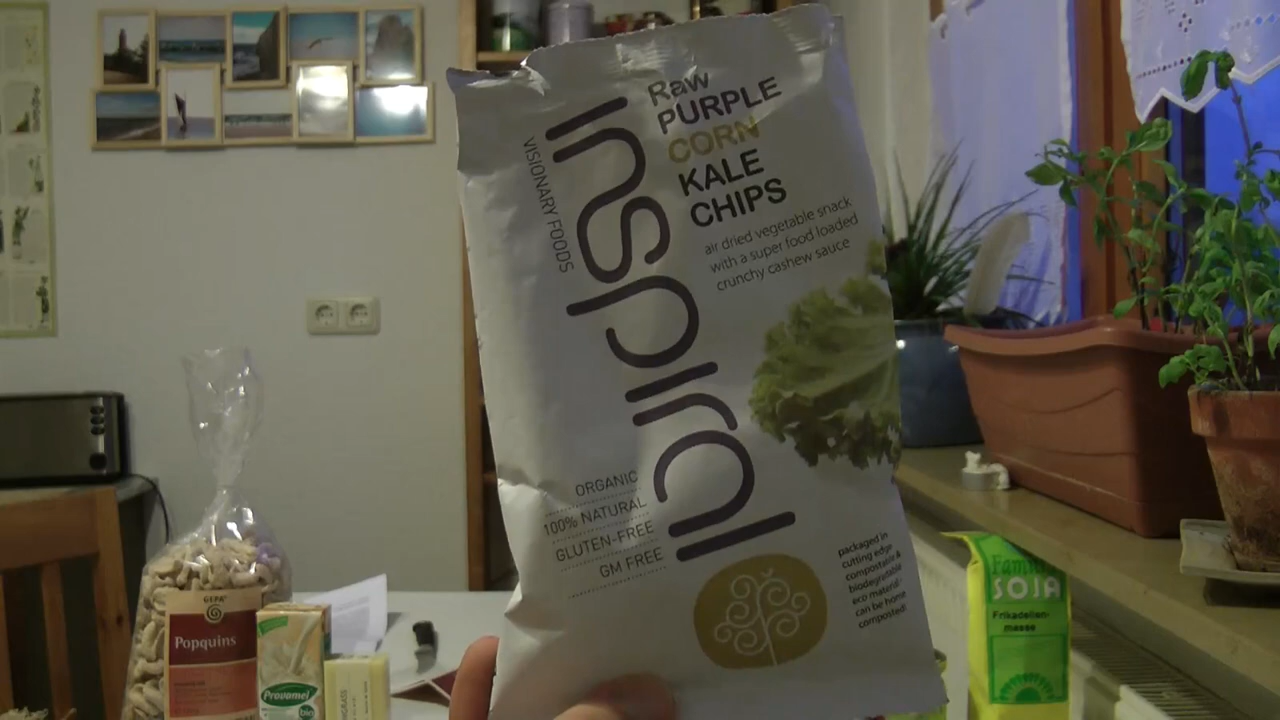 Raw
PURPLE
CORN
KALE
CHIPS
air dried vegetable snack
with a super food loaded
crunchy cashew sauce
Inspiral
VISIONARY FOODS
ORGANIC
100% NATURAL
GLUTEN-FREE
GM FREE
packaged in
cutting edge
compostable &
biodegradable
eco material -
can be home
composted!
GEPA
Popquins
Provamel
bio
SOJA
Frikadellen-
masse